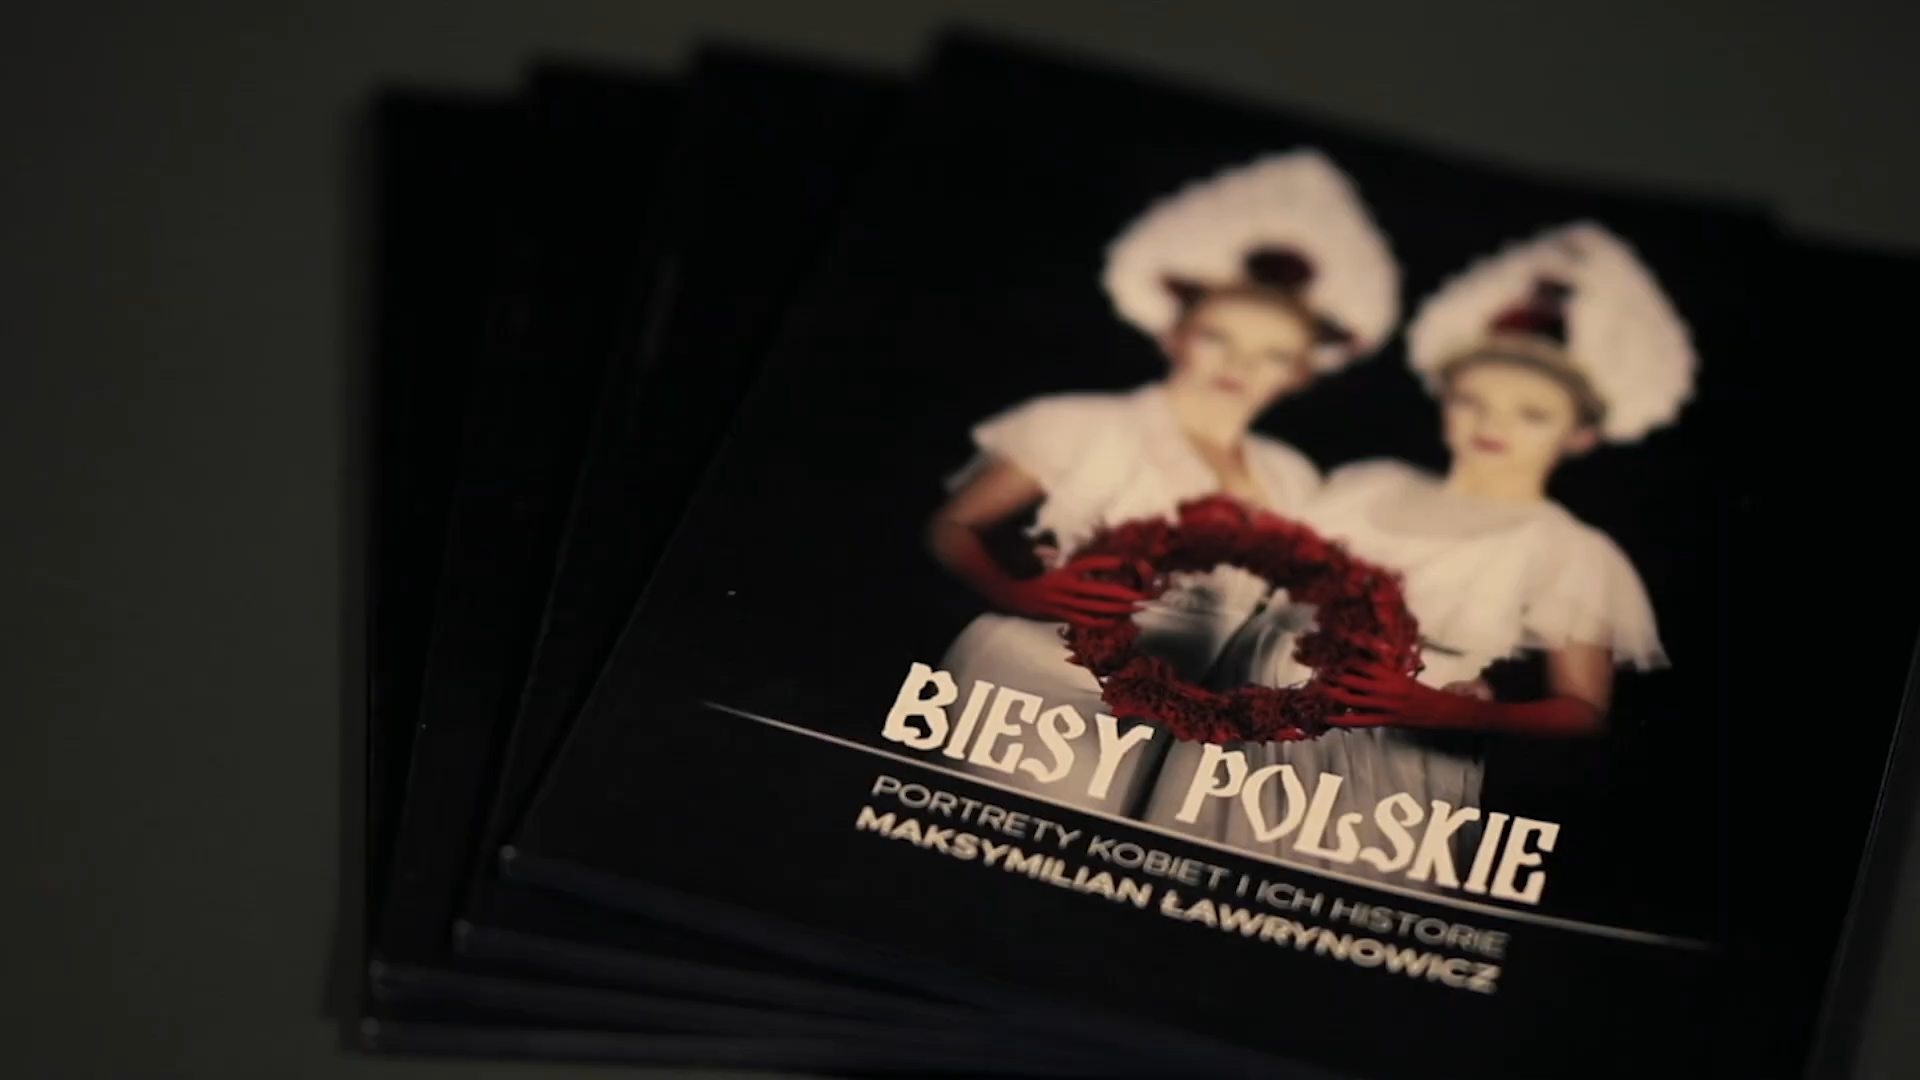 BIESY POLSKIE
PORTRETY KOBIET I ICH HISTORIE
MAKSYMILIAN ŁAWRYNOWICZ